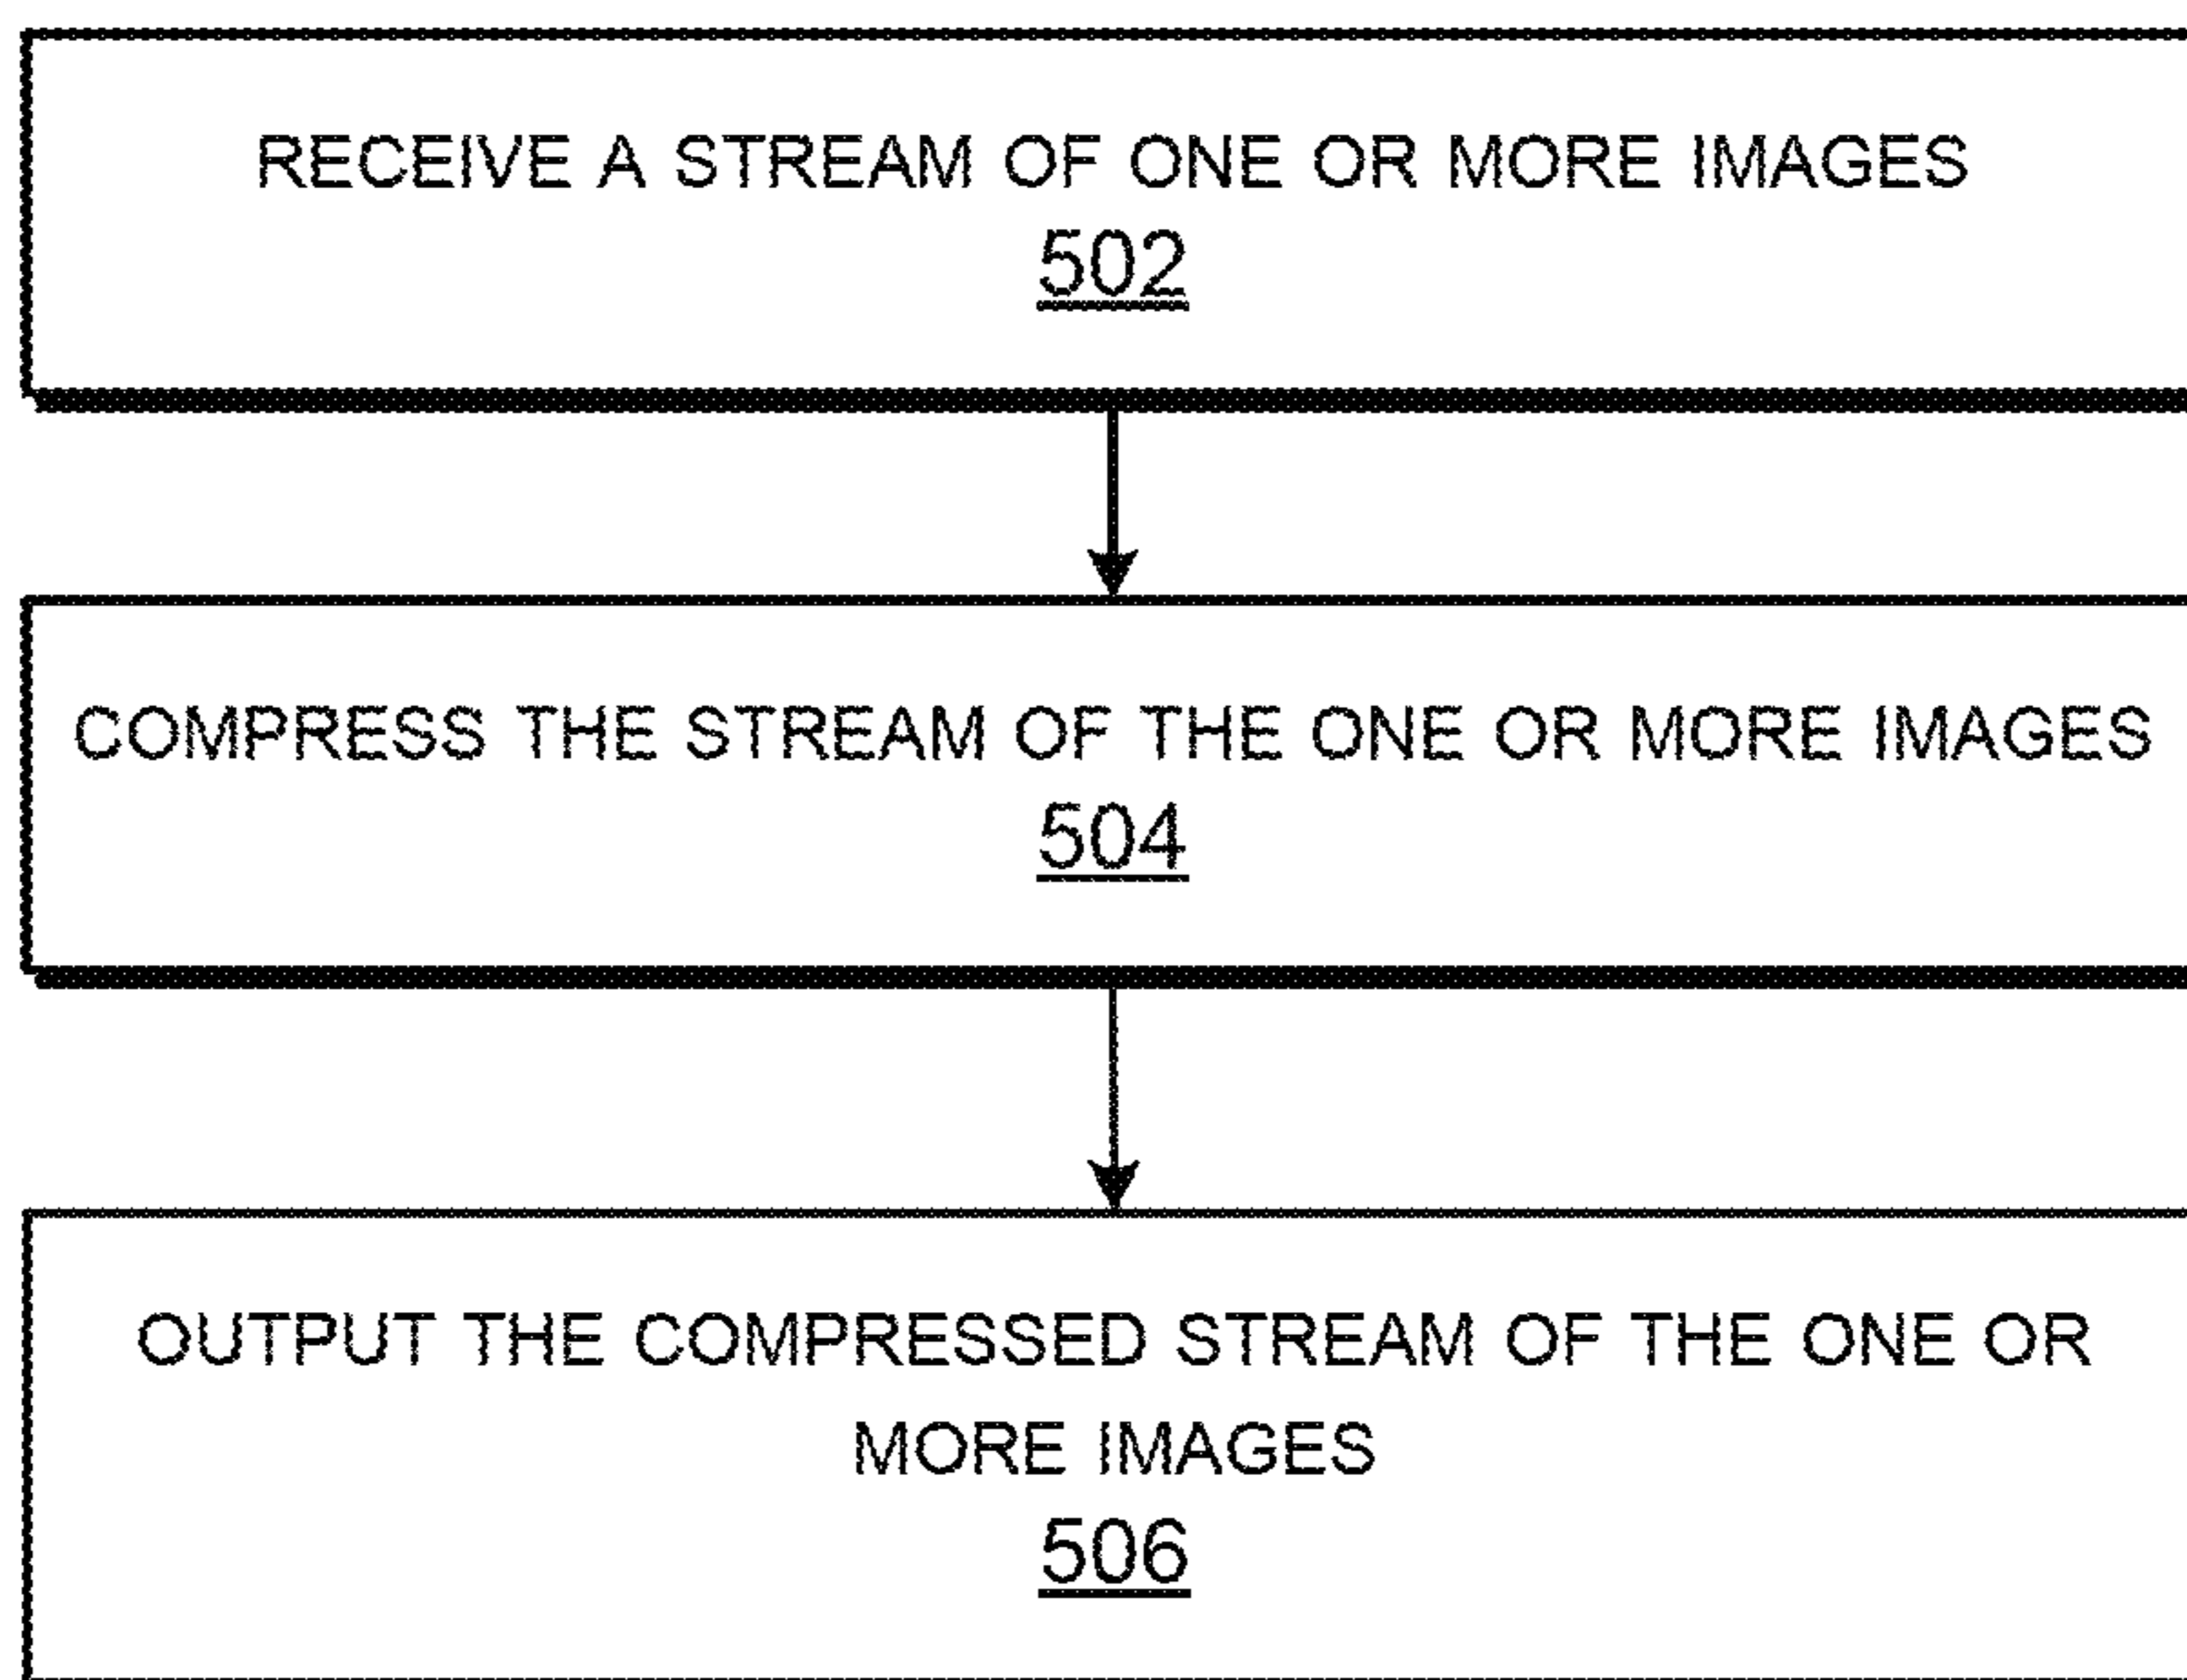 RECEIVE A STREAM OF ONE OR MORE IMAGES
502
COMPRESS THE STREAM OF THE ONE OR MORE IMAGES
504
OUTPUT THE COMPRESSED STREAM OF THE ONE OR
MORE IMAGES
506